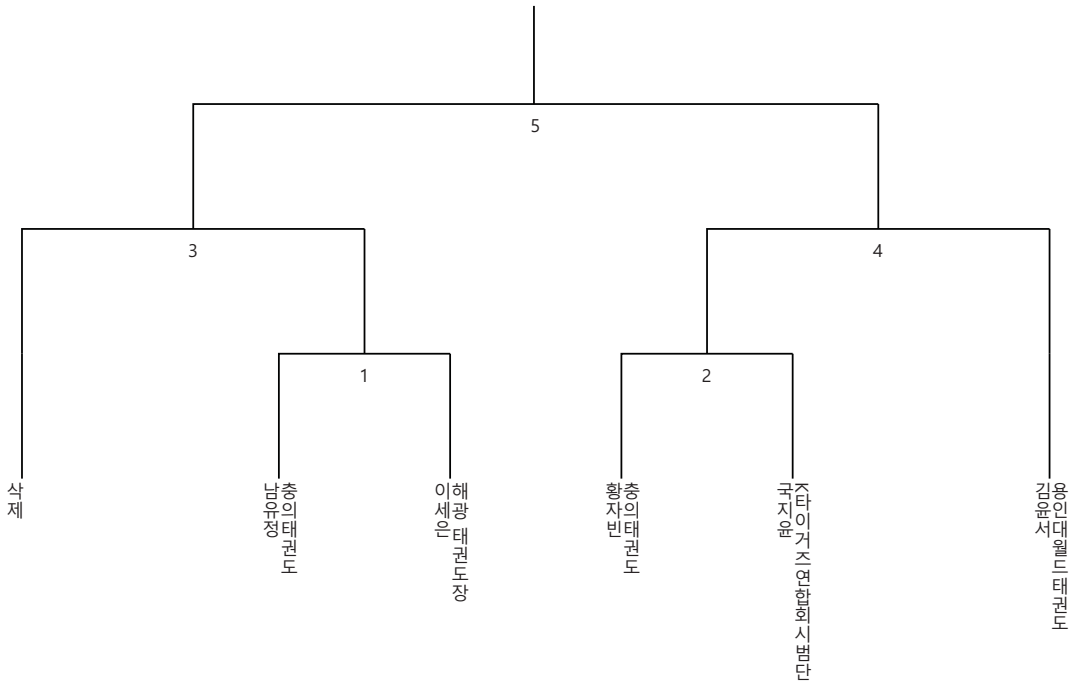 5
3
4
1
2
삭제
남유정
충의태권도
이세은
해광 태권도장
황자빈
충의태권도
국지윤
즈타이거즈연합회시범단
김윤서
용인대월드태권도